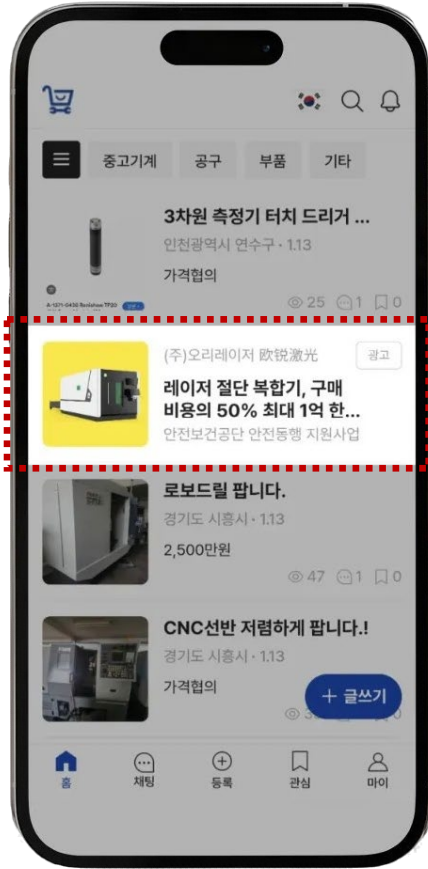 중고기계 공구 부품 기타
3차원 측정기 터치 드리거 ...
인천광역시 연수구 · 1.13
가격협의
A-1371-0430 Renishaw TP20
25 1 0
(주)오리레이저 欧锐激光 광고
레이저 절단 복합기, 구매
비용의 50% 최대 1억 한...
안전보건공단 안전동행 지원사업
로보드릴 팝니다.
경기도 시흥시 · 1.13
2,500만원
47 1 0
CNC선반 저렴하게 팝니다.!
경기도 시흥시 · 1.13
가격협의
+ 글쓰기
0
홈 채팅 등록 관심 마이